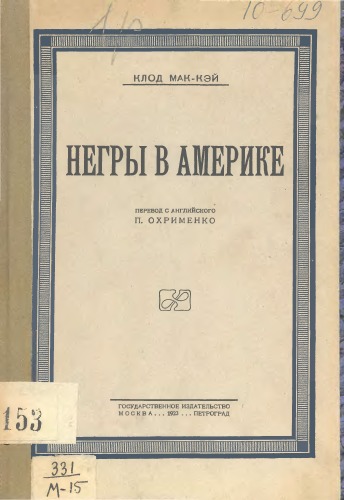 10-699
КЛОД МАК-КЭЙ
НЕГРЫ В АМЕРИКЕ
ПЕРЕВОД С АНГЛИЙСКОГО
П. ОХРИМЕНКО
ГОСУДАРСТВЕННОЕ ИЗДАТЕЛЬСТВО
МОСКВА . . . 1923 . . . ПЕТРОГРАД
153
331
М-15